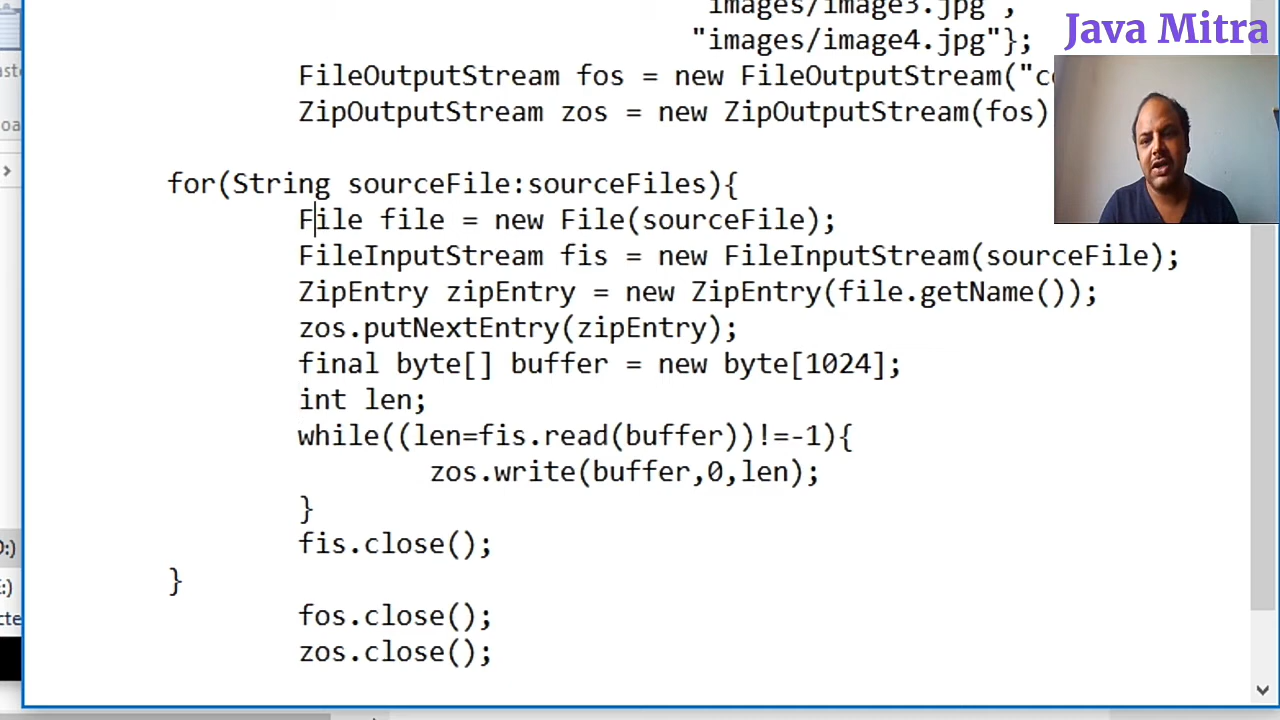 Java Mitra
"images/image3.jpg",
"images/image4.jpg"};
FileOutputStream fos = new FileOutputStream("
ZipOutputStream zos = new ZipOutputStream(fos)
for(String sourceFile:sourceFiles){
File file = new File(sourceFile);
FileInputStream fis = new FileInputStream(sourceFile);
ZipEntry zipEntry = new ZipEntry(file.getName());
zos.putNextEntry(zipEntry);
final byte[] buffer = new byte[1024];
int len;
while((len=fis.read(buffer))!=-1){
zos.write(buffer,0,len);
}
fis.close();
}
fos.close();
zos.close();